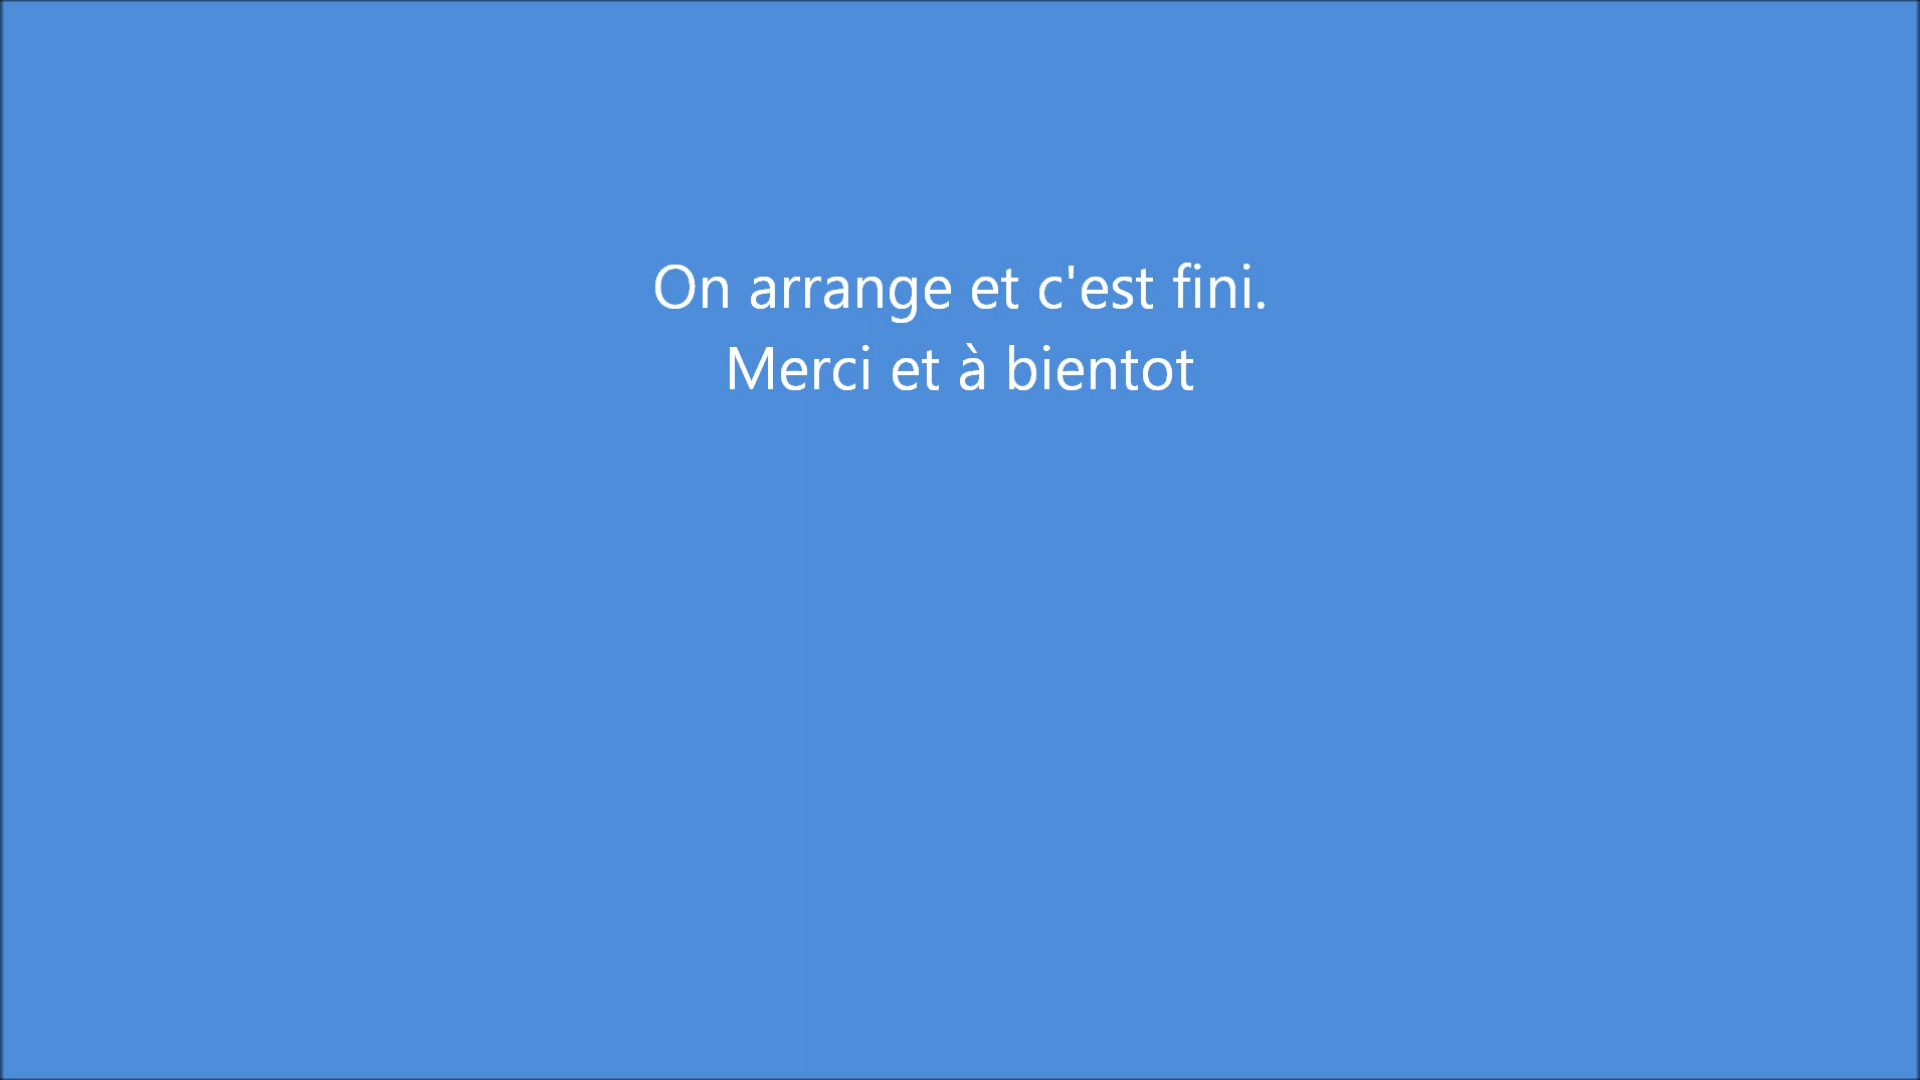 On arrange et c'est fini.
Merci et à bientot